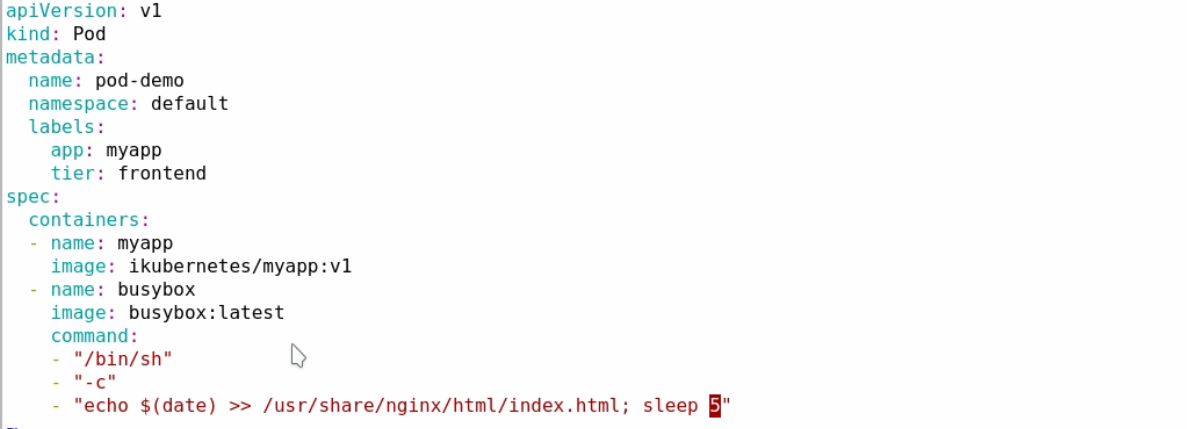 apiVersion: v1
kind: Pod
metadata:
  name: pod-demo
  namespace: default
  labels:
    app: myapp
    tier: frontend
spec:
  containers:
  - name: myapp
    image: ikubernetes/myapp:v1
  - name: busybox
    image: busybox:latest
    command:
    - "/bin/sh"
    - "-c"
    - "echo $(date) >> /usr/share/nginx/html/index.html; sleep 5"